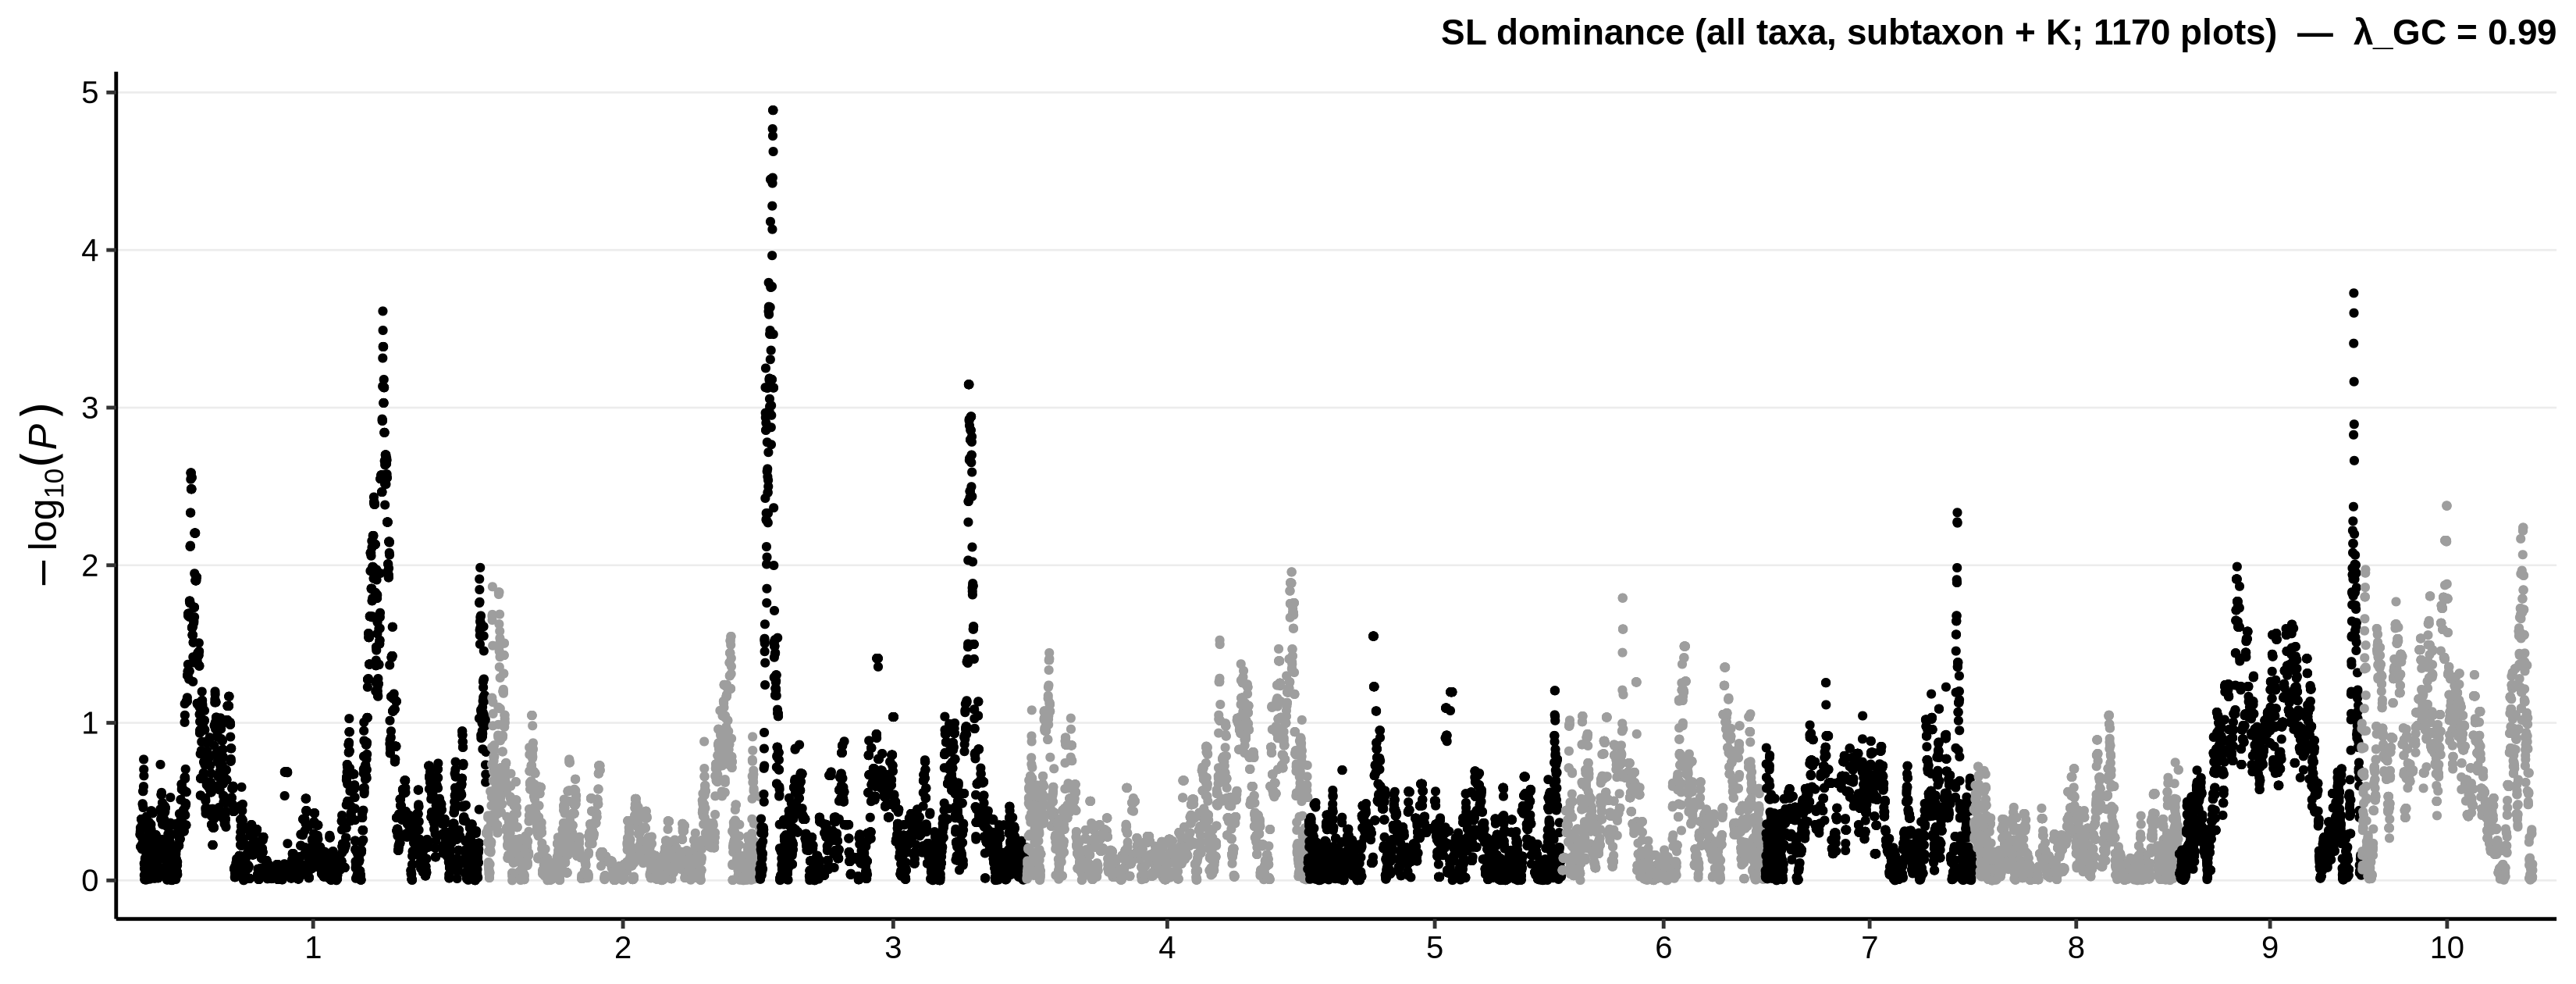 SL dominance (all taxa, subtaxon + K; 1170 plots) — λ_GC = 0.99
− log10(P)
5
4
3
2
1
0
1 2 3 4 5 6 7 8 9 10